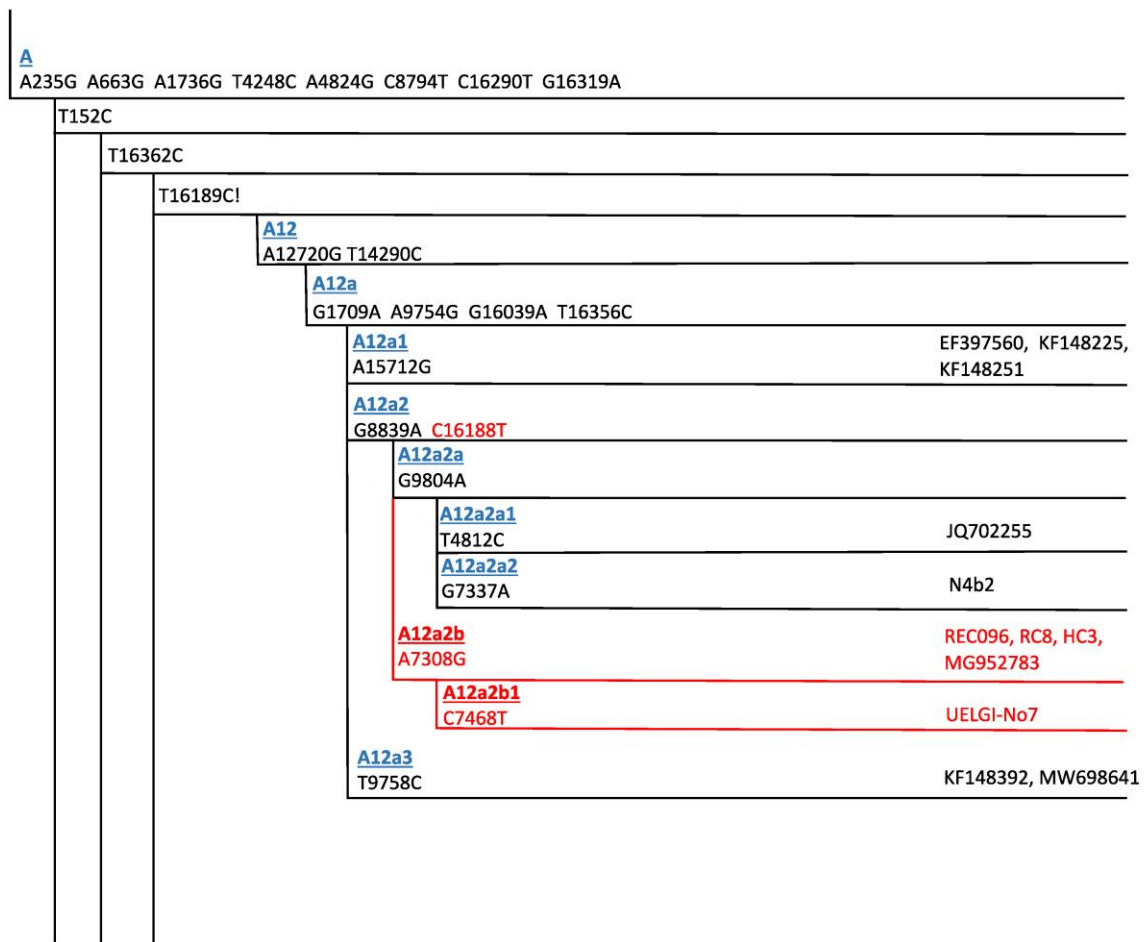 A
A235G A663G A1736G T4248C A4824G C8794T C16290T G16319A
T152C
T16362C
T16189C!
A12
A12720G T14290C
A12a
G1709A A9754G G16039A T16356C
A12a1
A15712G
EF397560, KF148225,
KF148251
A12a2
G8839A C16188T
A12a2a
G9804A
A12a2a1
T4812C
JQ702255
A12a2a2
G7337A
N4b2
A12a2b
A7308G
REC096, RC8, HC3,
MG952783
A12a2b1
C7468T
UELGI-No7
A12a3
T9758C
KF148392, MW698641